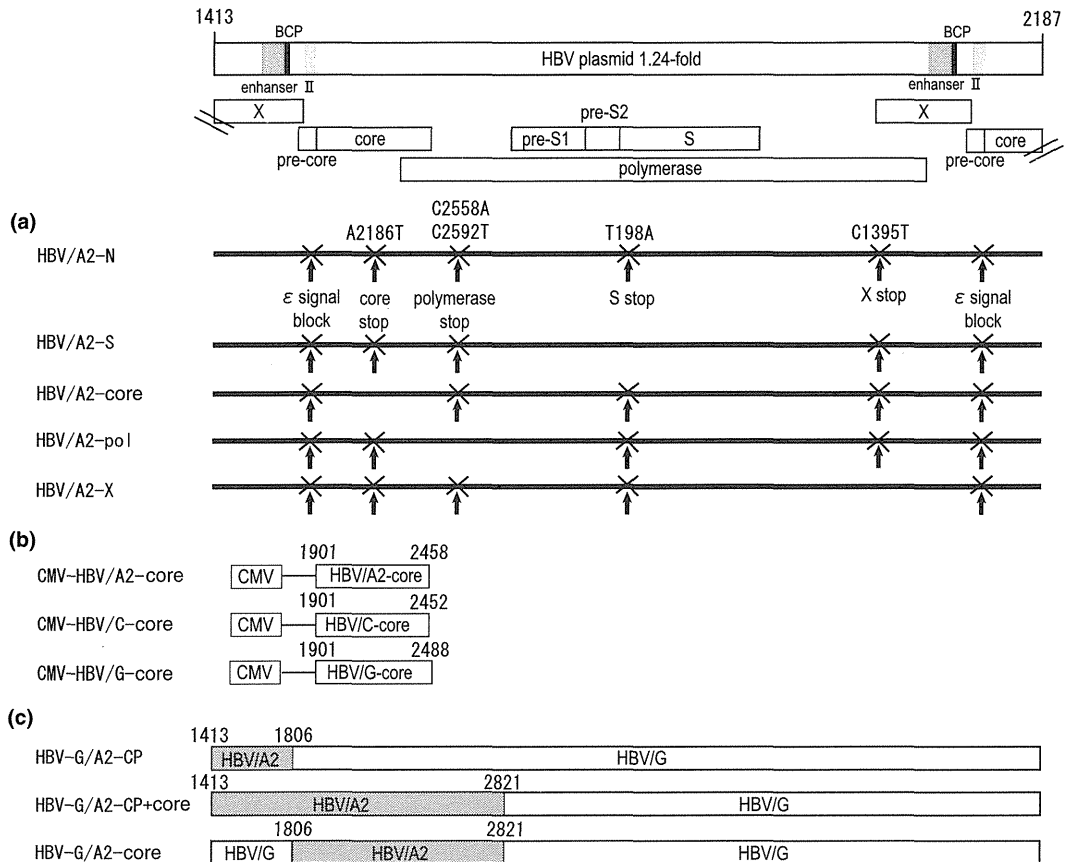 1413 2187
BCP BCP
HBV plasmid 1.24-fold
enhanser II enhanser II
X pre-S2 X
core pre-S1 S core
pre-core pre-core
polymerase
(a)
C2558A
A2186T C2592T T198A C1395T
HBV/A2-N
ε signal block
core stop
polymerase stop
S stop
X stop
ε signal block
HBV/A2-S
HBV/A2-core
HBV/A2-pol
HBV/A2-X
(b)
1901 2458
CMV-HBV/A2-core CMV HBV/A2-core
1901 2452
CMV-HBV/C-core CMV HBV/C-core
1901 2488
CMV-HBV/G-core CMV HBV/G-core
(c)
1413 1806
HBV-G/A2-CP HBV/A2 HBV/G
1413 2821
HBV-G/A2-CP+core HBV/A2 HBV/G
1806 2821
HBV-G/A2-core HBV/G HBV/A2 HBV/G